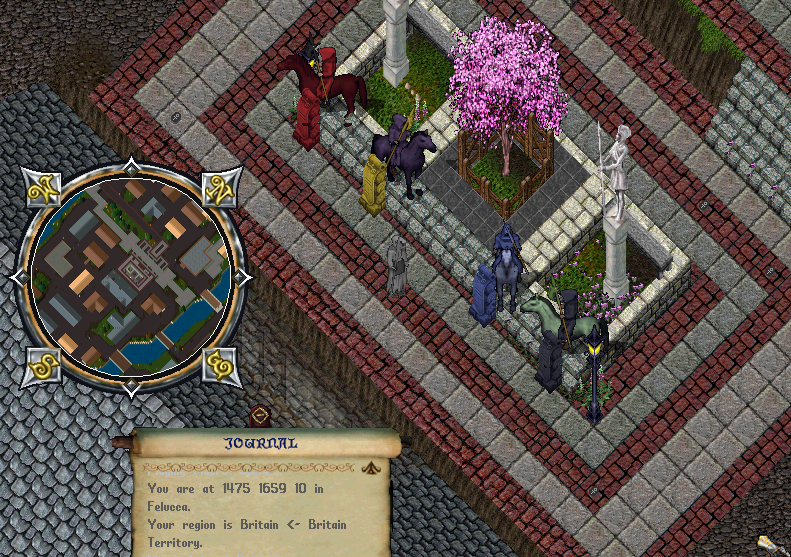 JOURNAL
You are at 1475 1659 10 in
Felucca.
Your region is Britain <- Britain
Territory.